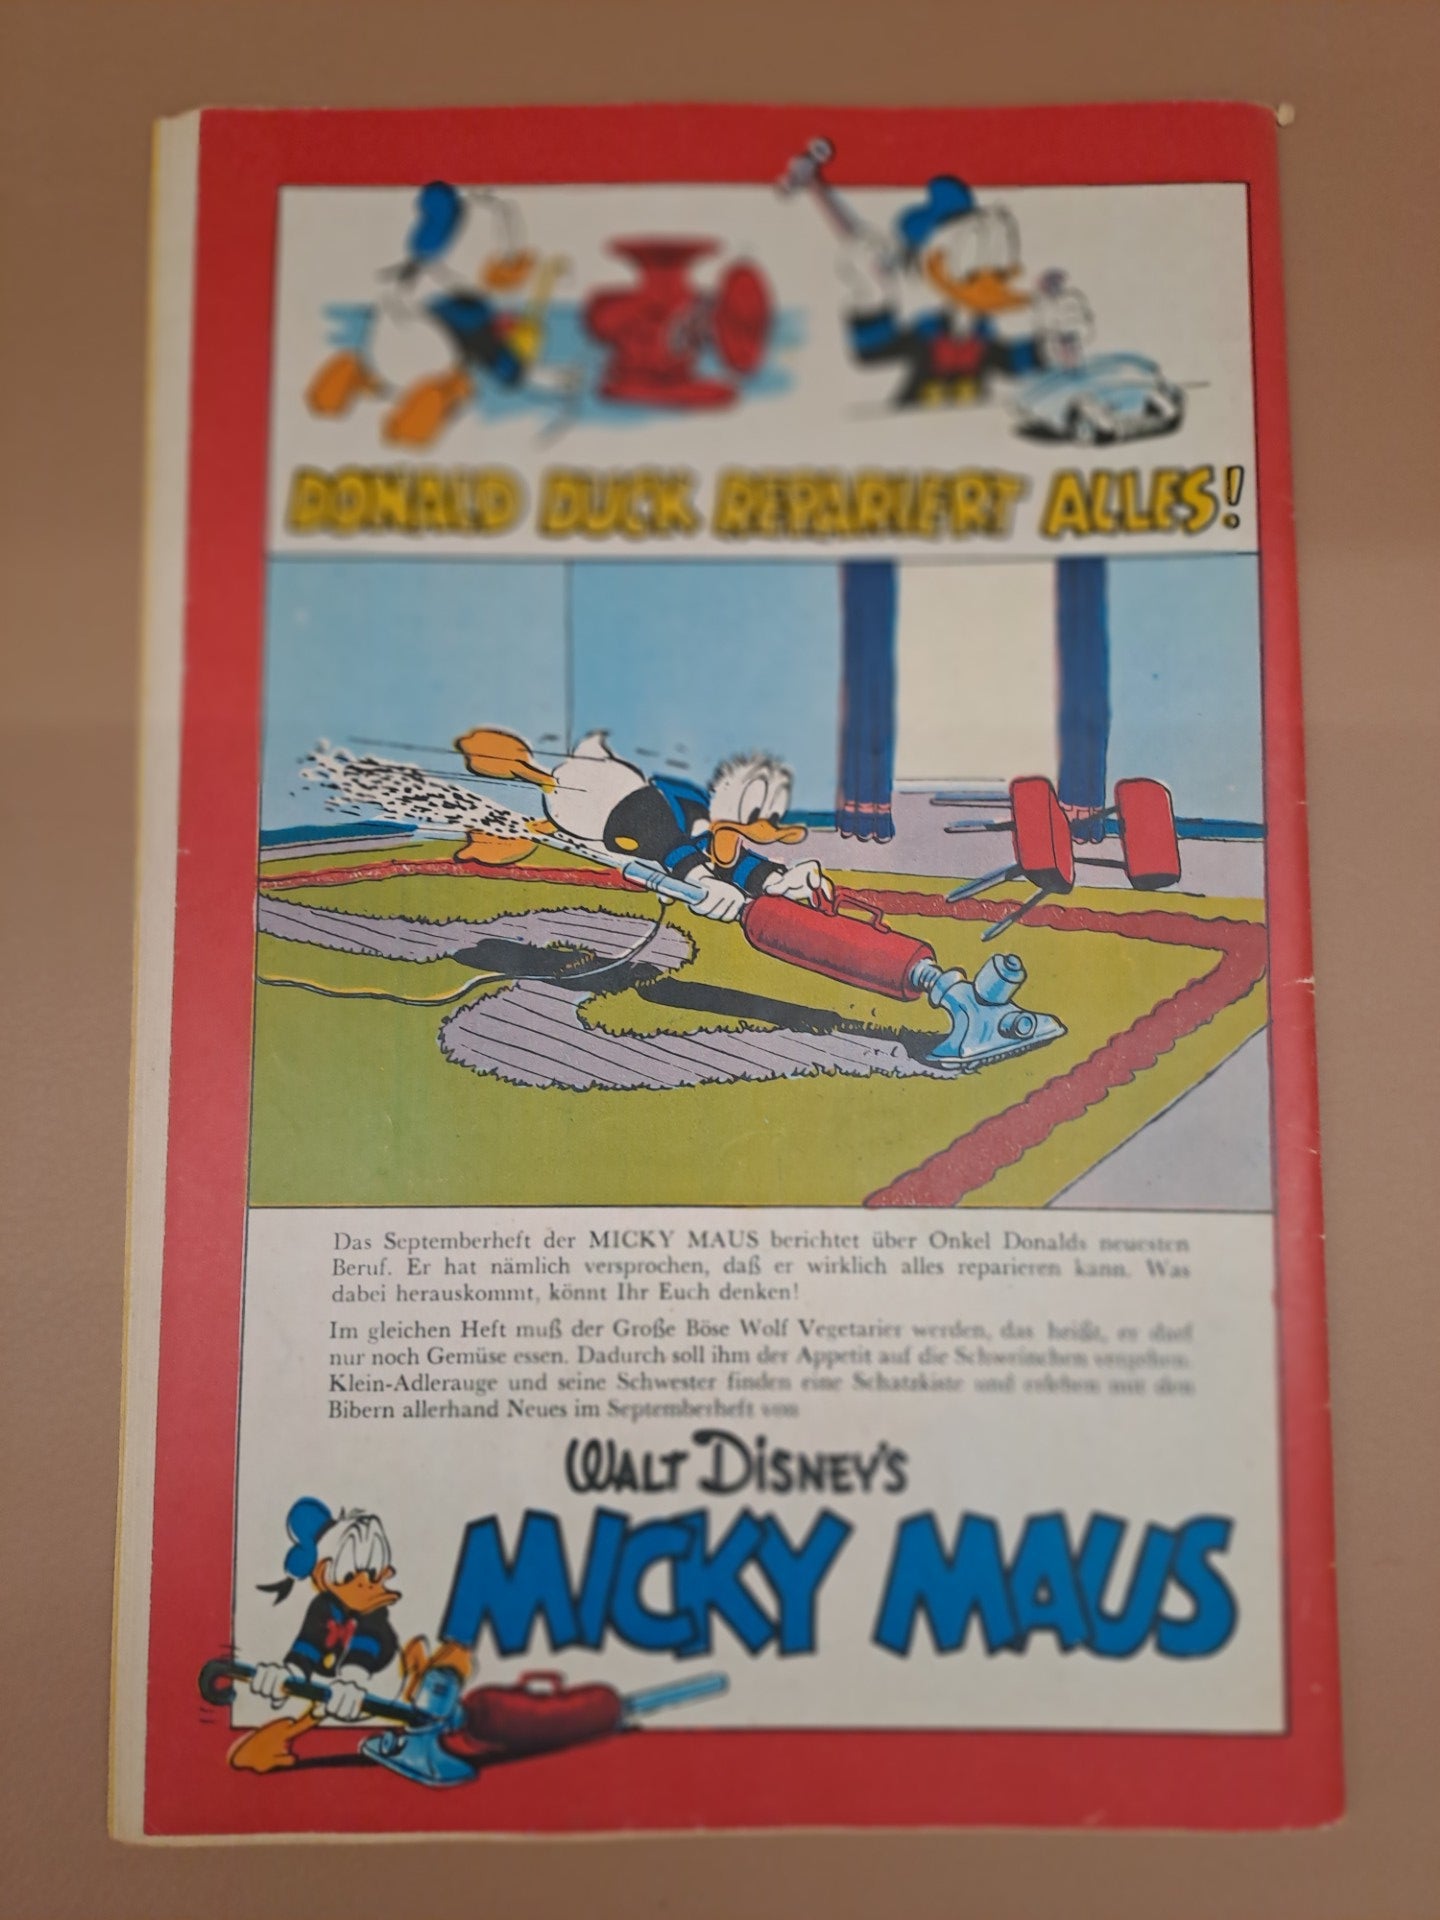 DONALD DUCK REPARIERT ALLES!
Das Septemberheft der MICKY MAUS berichtet über Onkel Donalds neuesten
Beruf. Er hat nämlich versprochen, daß er wirklich alles reparieren kann. Was
dabei herauskommt, könnt Ihr Euch denken!
Im gleichen Heft muß der Große Böse Wolf Vegetarier werden, das heißt, er darf
nur noch Gemüse essen. Dadurch soll ihm der Appetit auf die Schweinchen vergehen.
Klein-Adlerauge und seine Schwester finden eine Schatzkiste und erleben mit den
Bibern allerhand Neues im Septemberheft von
WALT DISNEY'S
MICKY MAUS